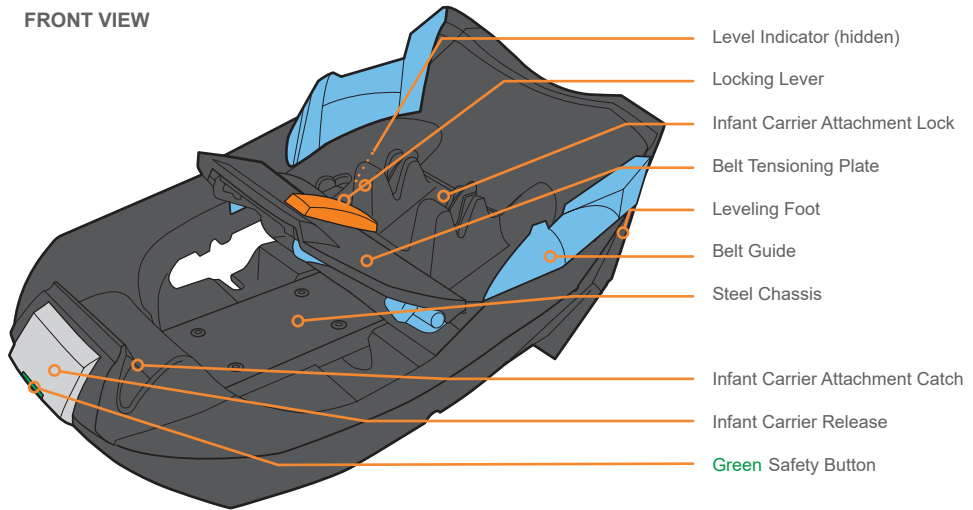 FRONT VIEW
Level Indicator (hidden)
Locking Lever
Infant Carrier Attachment Lock
Belt Tensioning Plate
Leveling Foot
Belt Guide
Steel Chassis
Infant Carrier Attachment Catch
Infant Carrier Release
Green Safety Button